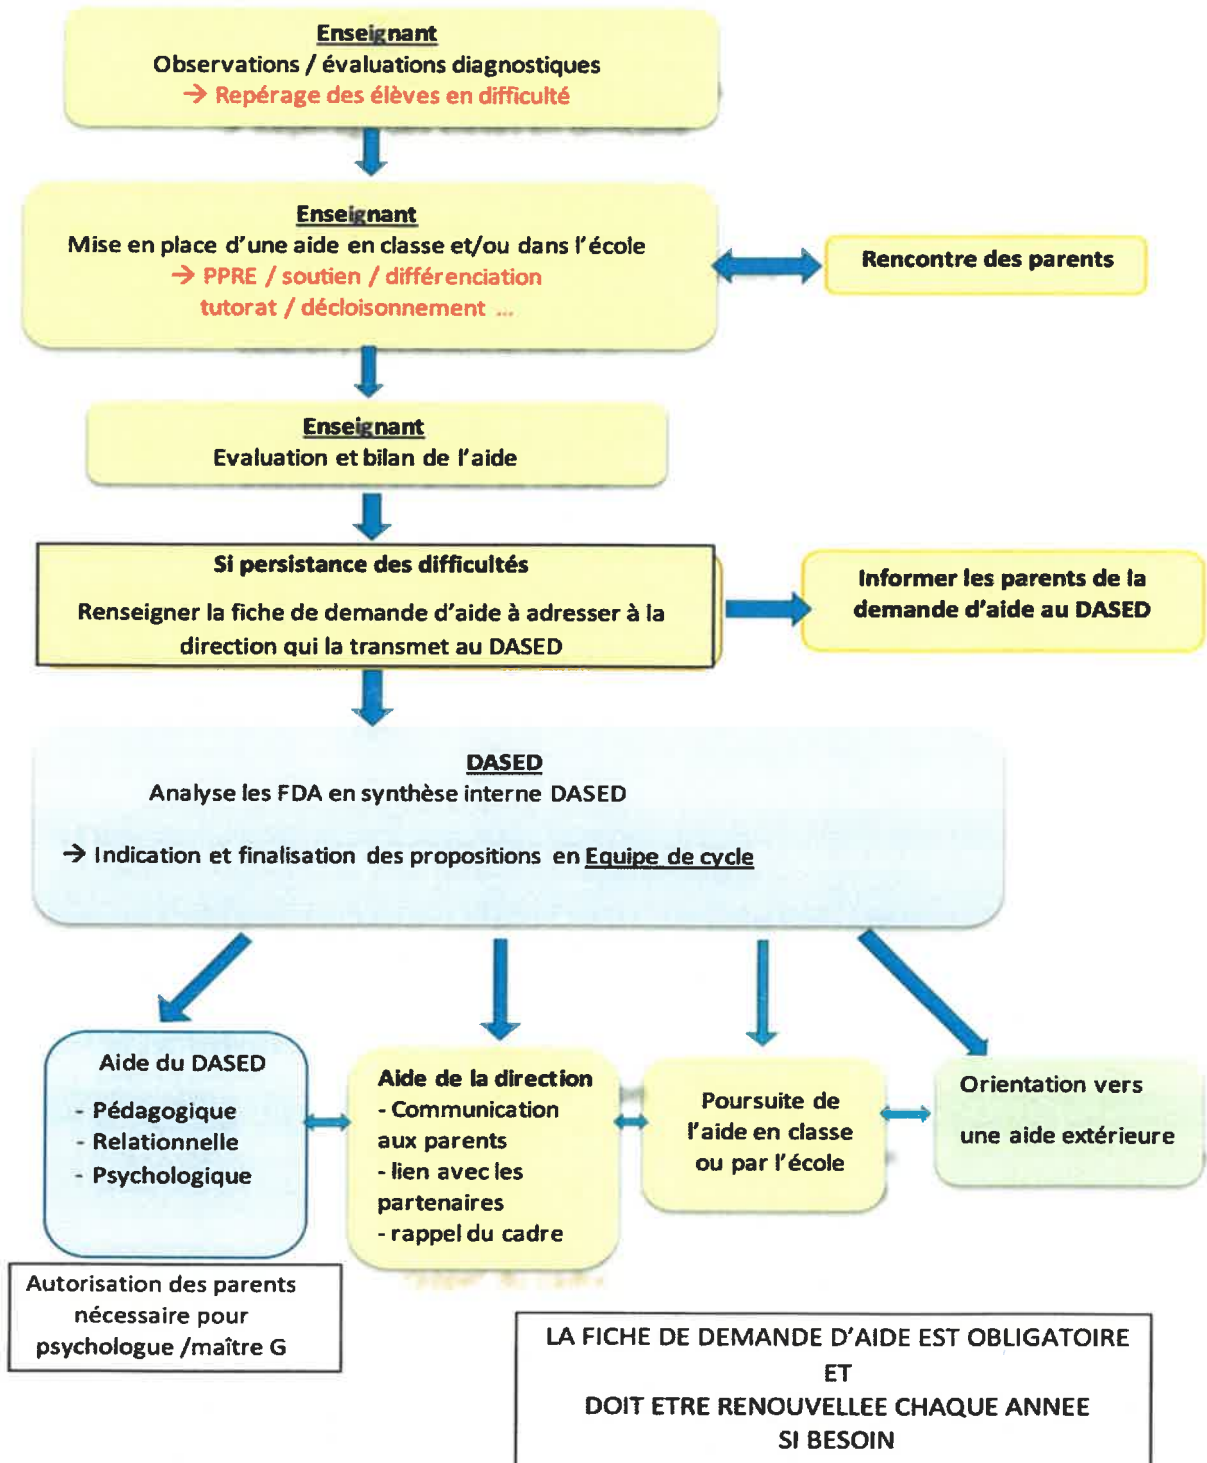 Enseignant
Observations / évaluations diagnostiques
→ Repérage des élèves en difficulté
Enseignant
Mise en place d'une aide en classe et/ou dans l'école
→ PPRE / soutien / différenciation
tutorat / décloisonnement ...
Rencontre des parents
Enseignant
Evaluation et bilan de l'aide
Si persistance des difficultés
Renseigner la fiche de demande d'aide à adresser à la
direction qui la transmet au DASED
Informer les parents de la
demande d'aide au DASED
DASED
Analyse les FDA en synthèse interne DASED
→ Indication et finalisation des propositions en Equipe de cycle
Aide du DASED
- Pédagogique
- Relationnelle
- Psychologique
Aide de la direction
- Communication
aux parents
- lien avec les
partenaires
- rappel du cadre
Poursuite de
l'aide en classe
ou par l'école
Orientation vers
une aide extérieure
Autorisation des parents
nécessaire pour
psychologue /maître G
LA FICHE DE DEMANDE D'AIDE EST OBLIGATOIRE
ET
DOIT ETRE RENOUVELLEE CHAQUE ANNEE
SI BESOIN